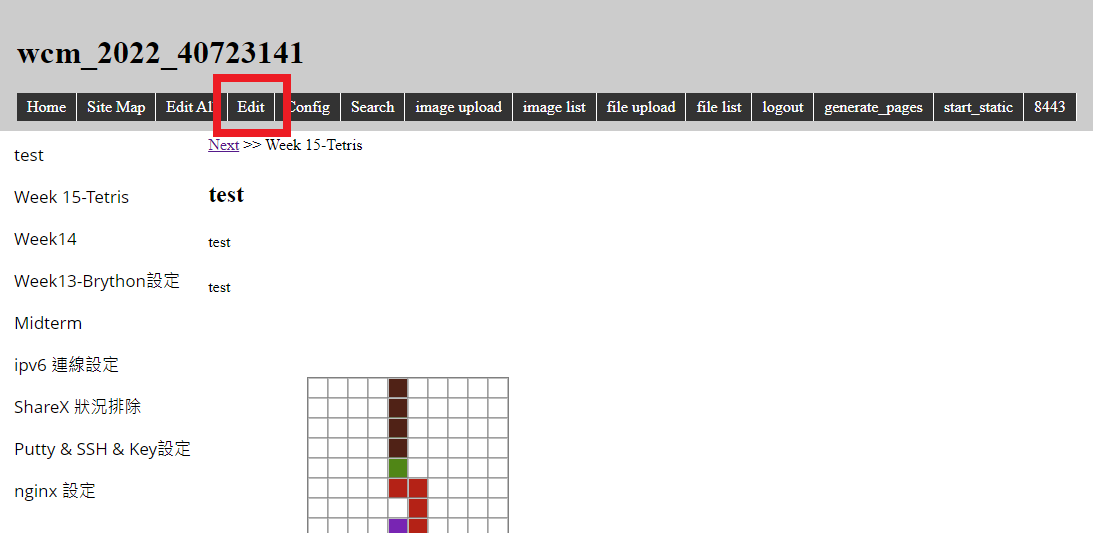 wcm_2022_40723141
Home Site Map Edit Al Edit Config Search image upload image list file upload file list logout generate_pages start_static 8443
Next >> Week 15-Tetris
test
Week 15-Tetris
Week14
Week13-Brython設定
Midterm
ipv6 連線設定
ShareX 狀況排除
Putty & SSH & Key設定
nginx 設定
test
test
test